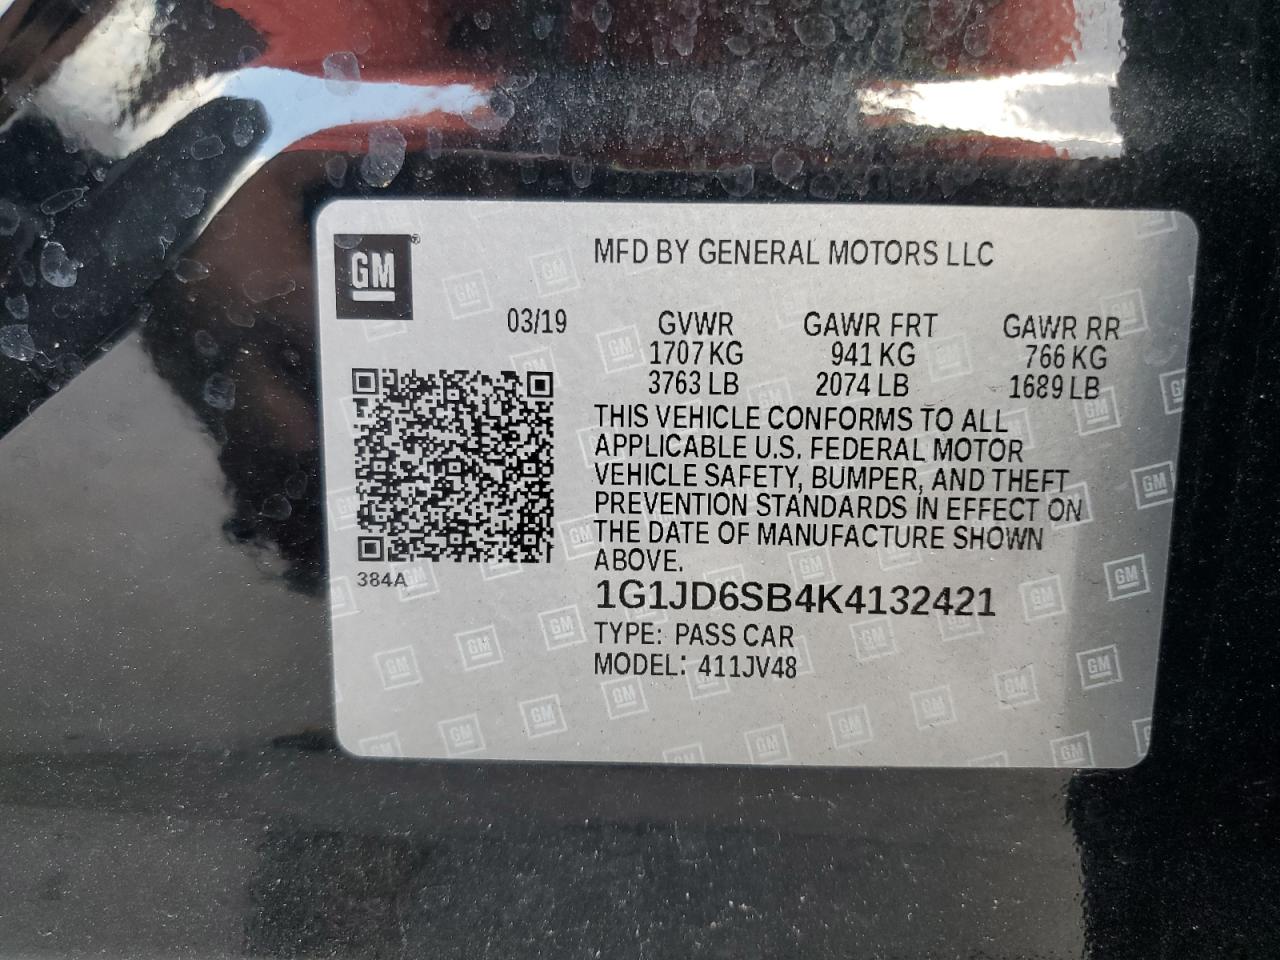 GM
MFD BY GENERAL MOTORS LLC
03/19 GVWR GAWR FRT GAWR RR
1707 KG 941 KG 766 KG
3763 LB 2074 LB 1689 LB
THIS VEHICLE CONFORMS TO ALL
APPLICABLE U.S. FEDERAL MOTOR
VEHICLE SAFETY, BUMPER, AND THEFT
PREVENTION STANDARDS IN EFFECT ON
THE DATE OF MANUFACTURE SHOWN
ABOVE.
384A
1G1JD6SB4K4132421
TYPE: PASS CAR
MODEL: 411JV48